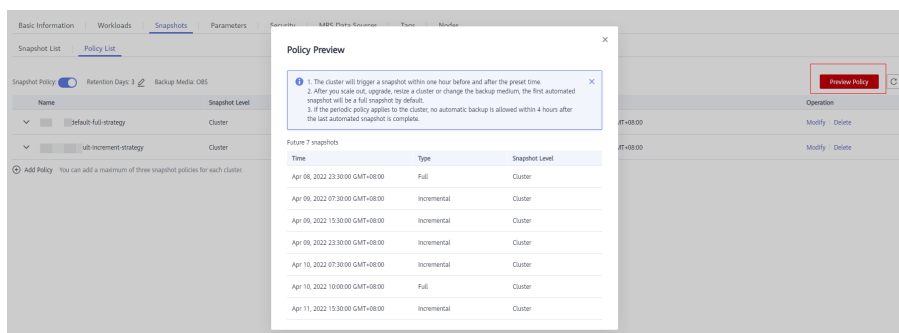 Basic Information Workloads Snapshots Parameters Security MRS Data Sources Tags Nodes
Snapshot List Policy List
Snapshot Policy: Retention Days: 3 Backup Media: OBS
Preview Policy
Name Snapshot Level Operation
default-full-strategy Cluster MT+08:00 Modify Delete
ult-increment-strategy Cluster MT+08:00 Modify Delete
Add Policy You can add a maximum of three snapshot policies for each cluster.
Policy Preview
1. The cluster will trigger a snapshot within one hour before and after the preset time.
2. After you scale out, upgrade, resize a cluster or change the backup medium, the first automated
snapshot will be a full snapshot by default.
3. If the periodic policy applies to the cluster, no automatic backup is allowed within 4 hours after
the last automated snapshot is complete.
Future 7 snapshots
Time Type Snapshot Level
Apr 08, 2022 23:30:00 GMT+08:00 Full Cluster
Apr 09, 2022 07:30:00 GMT+08:00 Incremental Cluster
Apr 09, 2022 15:30:00 GMT+08:00 Incremental Cluster
Apr 09, 2022 23:30:00 GMT+08:00 Incremental Cluster
Apr 10, 2022 07:30:00 GMT+08:00 Incremental Cluster
Apr 10, 2022 10:00:00 GMT+08:00 Full Cluster
Apr 11, 2022 15:30:00 GMT+08:00 Incremental Cluster